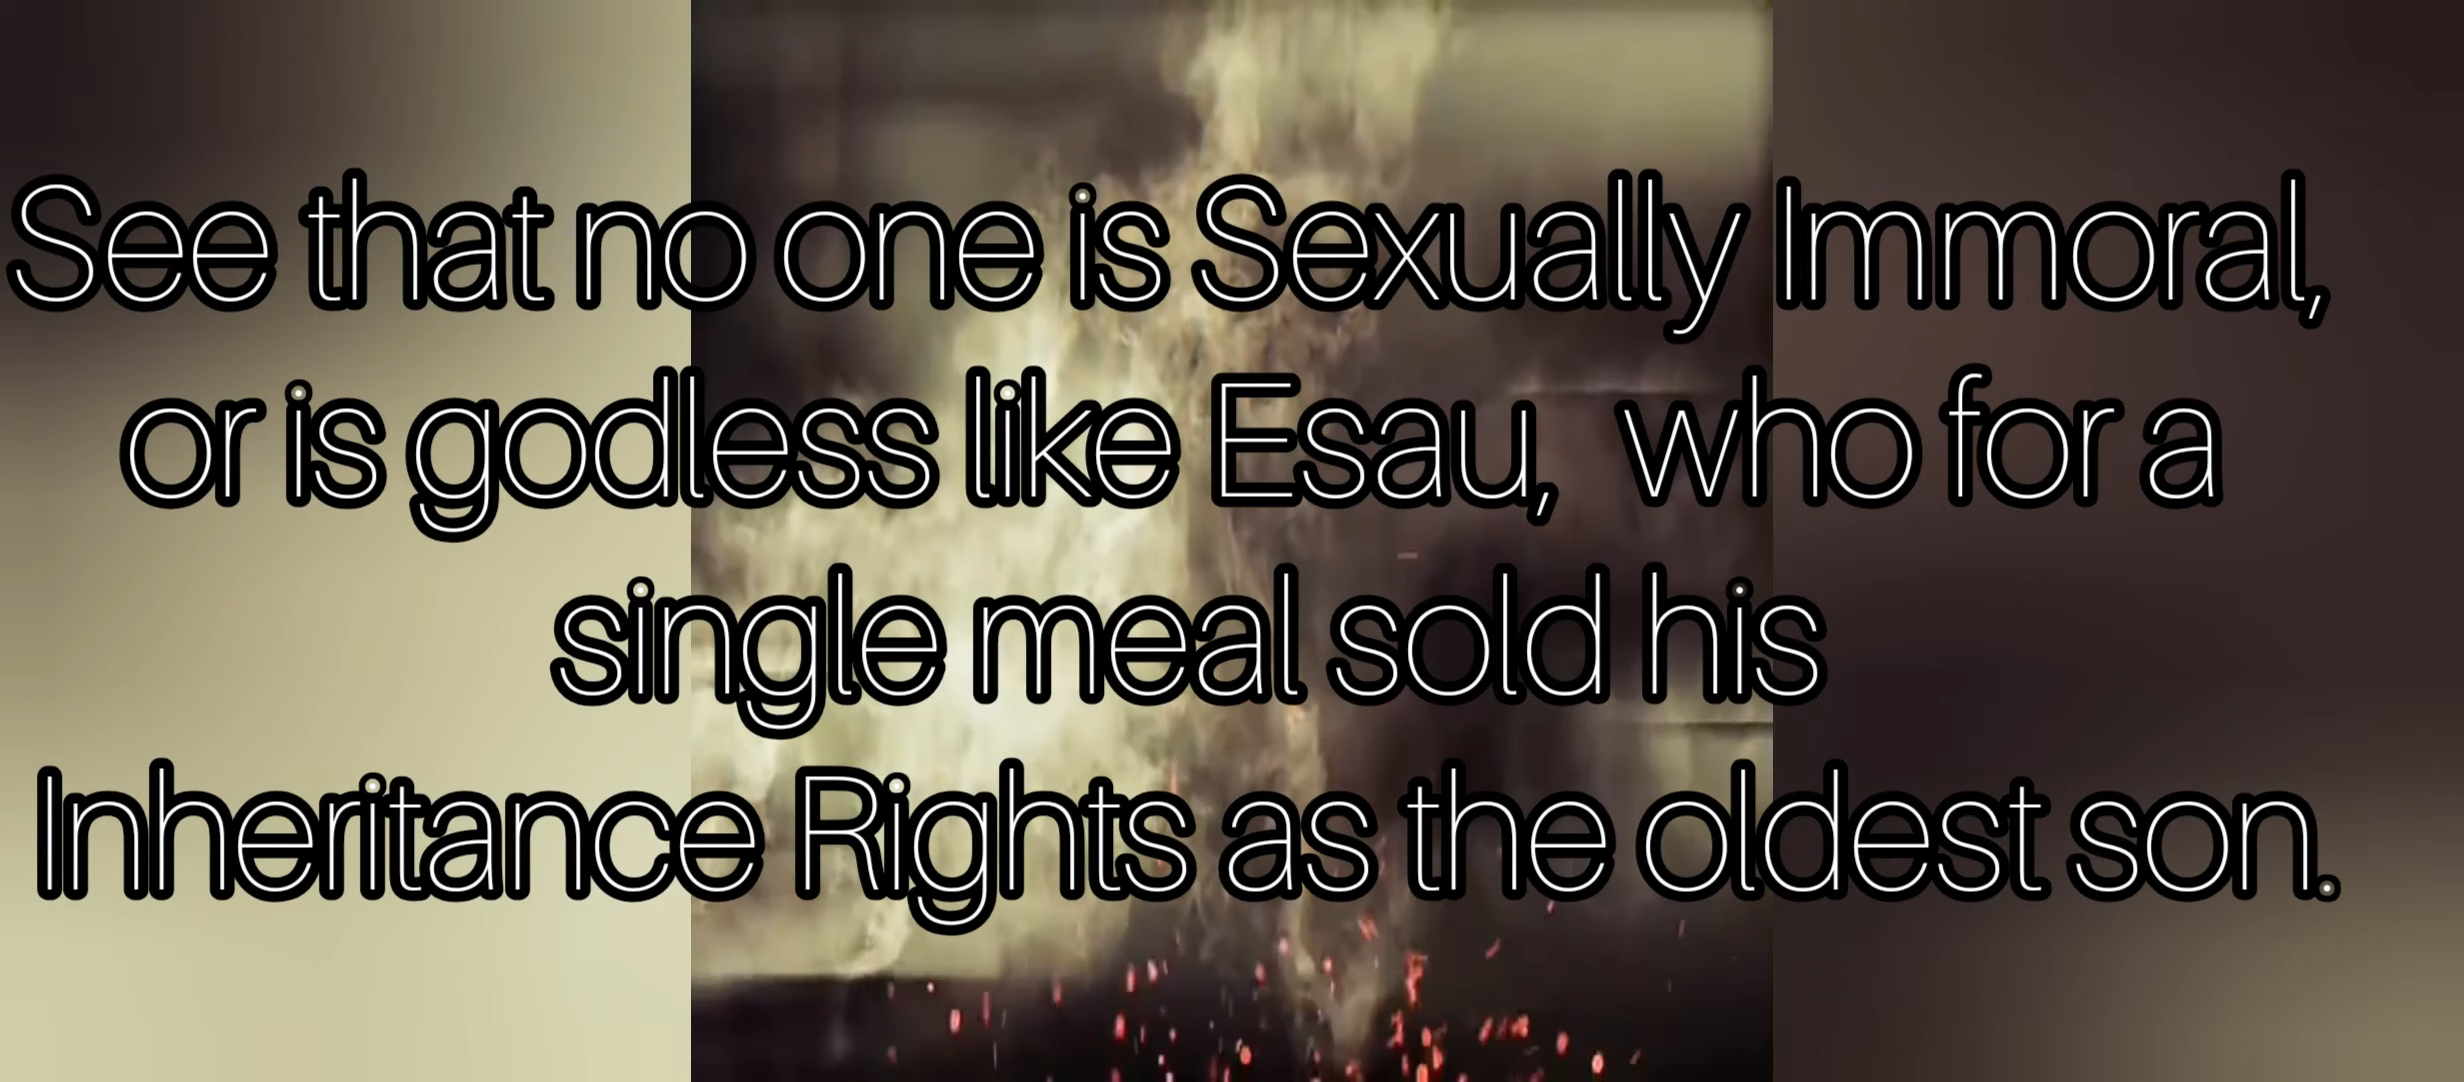 See that no one is Sexually Immoral,
or is godless like Esau, who for a
single meal sold his
Inheritance Rights as the oldest son.